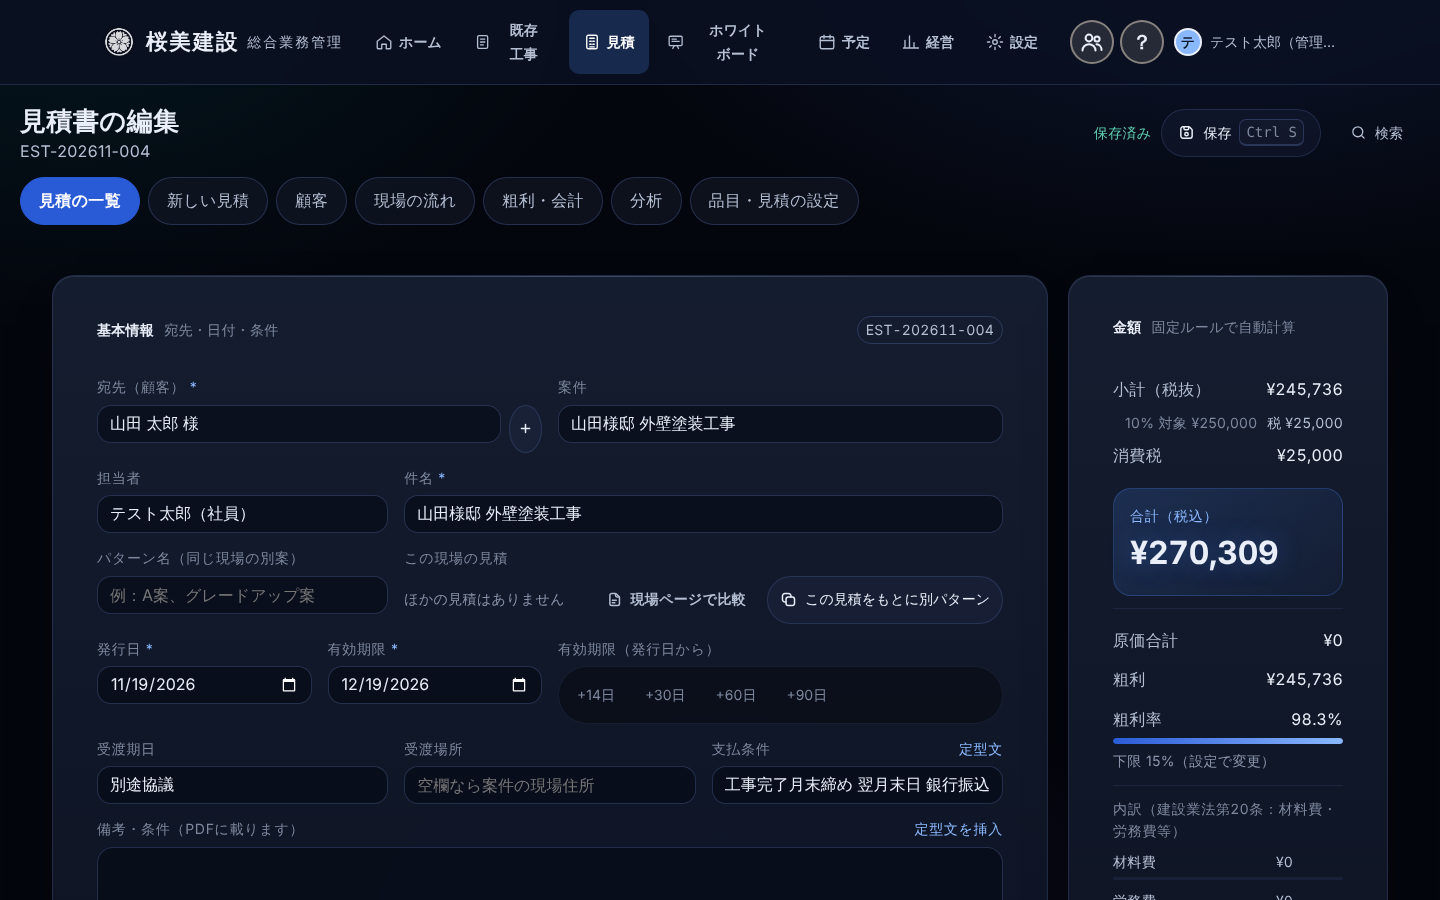 桜美建設 総合業務管理 ホーム 既存工事 見積 ホワイトボード 予定 経営 設定 ? テ テスト太郎（管理...
見積書の編集
EST-202611-004
保存済み 保存 Ctrl S 検索
見積の一覧 新しい見積 顧客 現場の流れ 粗利・会計 分析 品目・見積の設定
基本情報 宛先・日付・条件 EST-202611-004
宛先（顧客） * 案件
山田 太郎 様 + 山田様邸 外壁塗装工事
担当者 件名 *
テスト太郎（社員） 山田様邸 外壁塗装工事
パターン名（同じ現場の別案） この現場の見積
例：A案、グレードアップ案 ほかの見積はありません 現場ページで比較 この見積をもとに別パターン
発行日 * 有効期限 * 有効期限（発行日から）
11/19/2026 12/19/2026 +14日 +30日 +60日 +90日
受渡期日 受渡場所 支払条件 定型文
別途協議 空欄なら案件の現場住所 工事完了月末締め 翌月末日 銀行振込
備考・条件（PDFに載ります） 定型文を挿入
金額 固定ルールで自動計算
小計（税抜） ¥245,736
10% 対象 ¥250,000 税 ¥25,000
消費税 ¥25,000
合計（税込）
¥270,309
原価合計 ¥0
粗利 ¥245,736
粗利率 98.3%
下限 15%（設定で変更）
内訳（建設業法第20条：材料費・
労務費等）
材料費 ¥0
労務費 ¥0